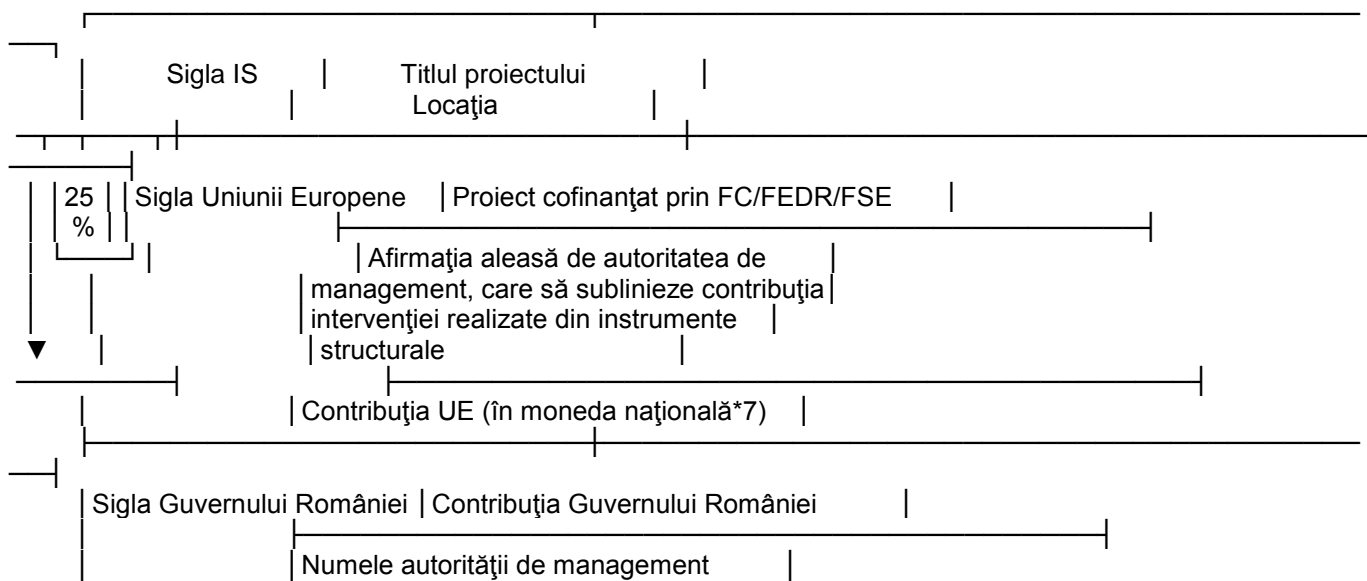 Sigla IS Titlul proiectului
Locaţia
25 Sigla Uniunii Europene Proiect cofinanţat prin FC/FEDR/FSE
%
Afirmaţia aleasă de autoritatea de
management, care să sublinieze contribuţia
intervenţiei realizate din instrumente
structurale
Contribuţia UE (în moneda naţională*7)
Sigla Guvernului României Contribuţia Guvernului României
Numele autorităţii de management